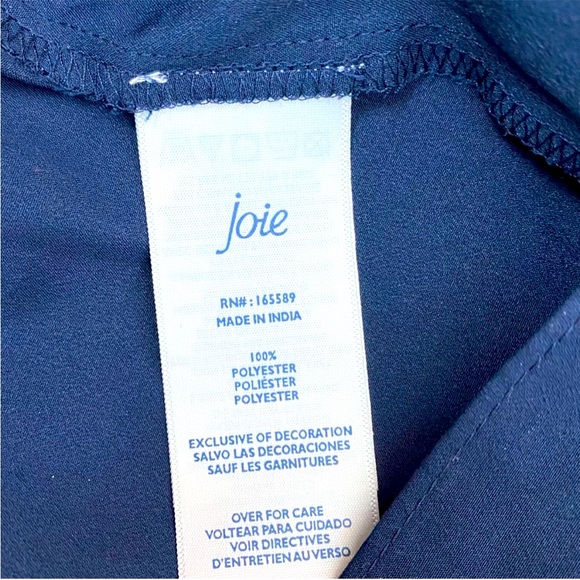 joie
RN#: 165589
MADE IN INDIA
100%
POLYESTER
POLIÉSTER
POLYESTER
EXCLUSIVE OF DECORATION
SALVO LAS DECORACIONES
SAUF LES GARNITURES
OVER FOR CARE
VOLTEAR PARA CUIDADO
VOIR DIRECTIVES
D'ENTRETIEN AU VERSO